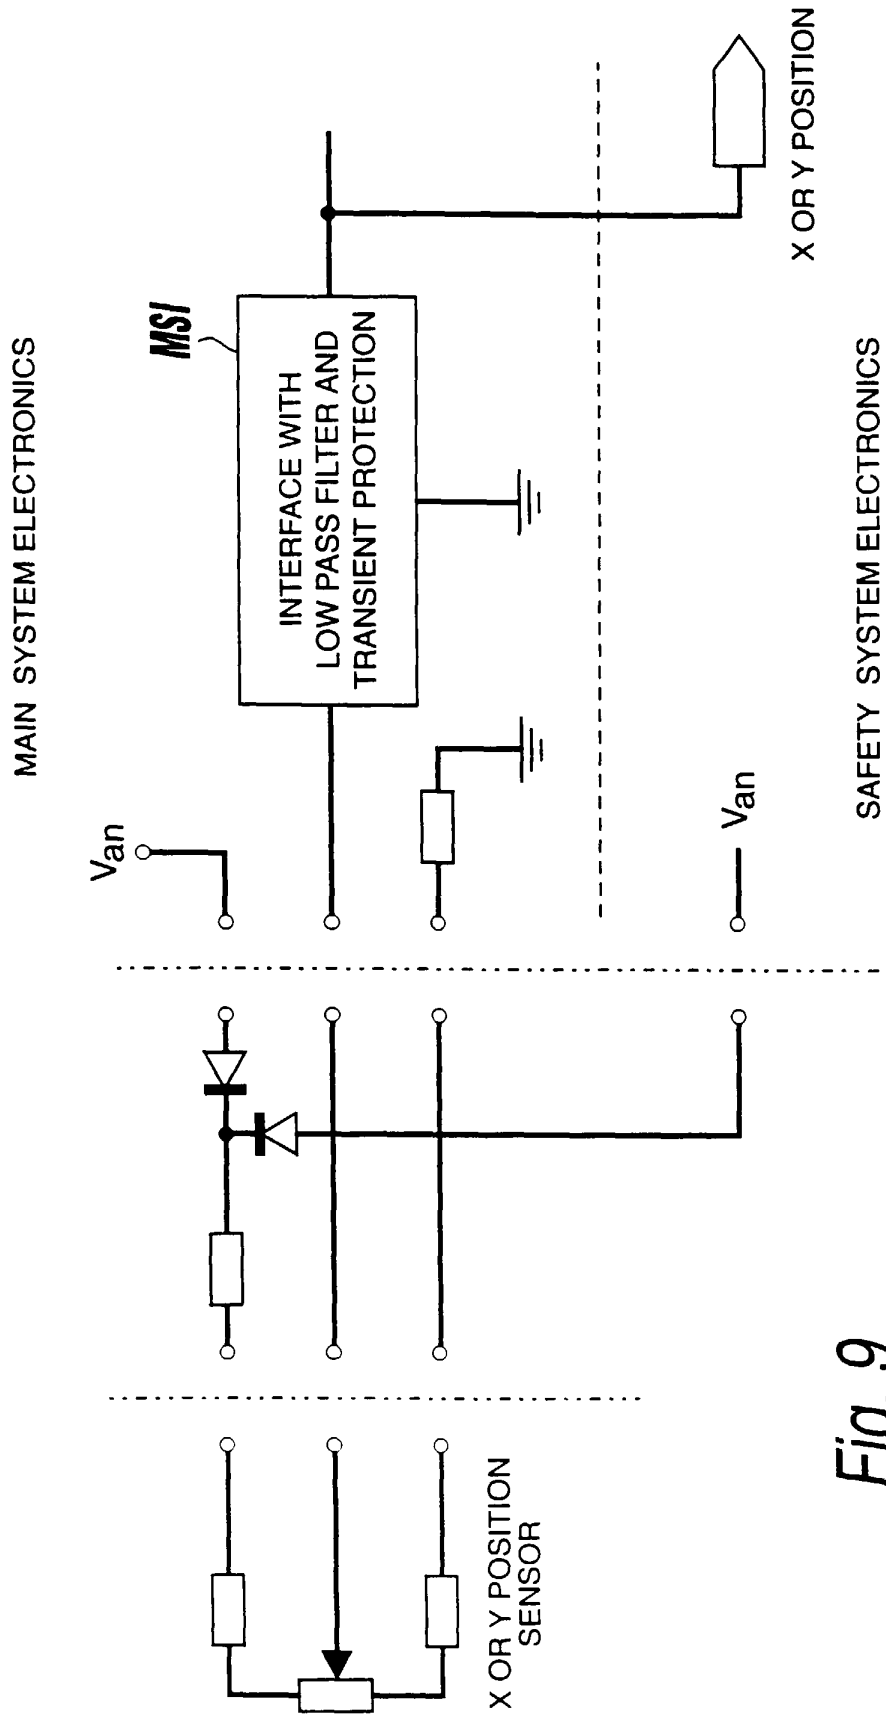 MAIN SYSTEM ELECTRONICS
Van
MSI
INTERFACE WITH
LOW PASS FILTER AND
TRANSIENT PROTECTION
X OR Y POSITION
SENSOR
Van
X OR Y POSITION
SAFETY SYSTEM ELECTRONICS
Fig. 9